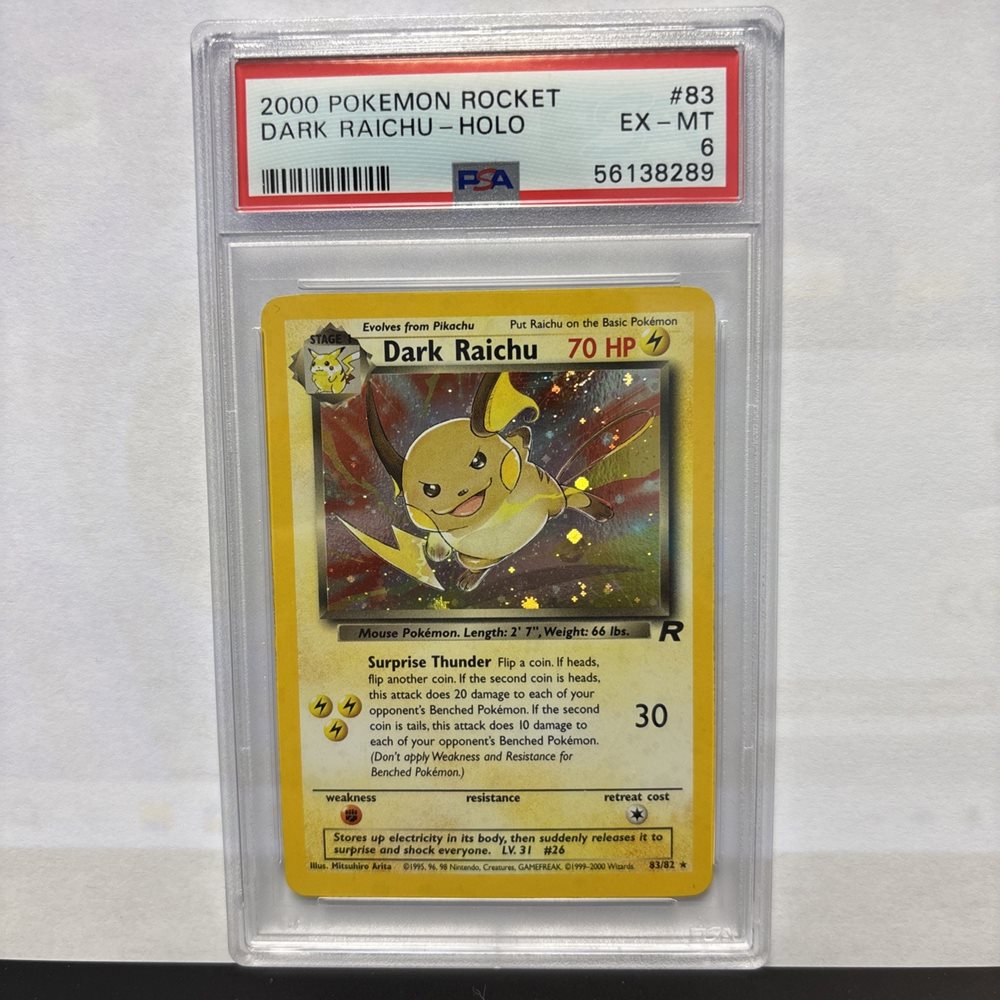 2000 POKEMON ROCKET #83
DARK RAICHU - HOLO EX - MT
6
PSA 56138289
STAGE 1 Evolves from Pikachu Put Raichu on the Basic Pokémon
Dark Raichu 70 HP
Mouse Pokémon. Length: 2' 7", Weight: 66 lbs. R
Surprise Thunder Flip a coin. If heads,
flip another coin. If the second coin is heads,
this attack does 20 damage to each of your
opponent's Benched Pokémon. If the second
coin is tails, this attack does 10 damage to
each of your opponent's Benched Pokémon.
(Don't apply Weakness and Resistance for
Benched Pokémon.)
30
weakness resistance retreat cost
Stores up electricity in its body, then suddenly releases it to
surprise and shock everyone. LV. 31 #26
Illus. Mitsuhiro Arita ©1995, 96, 98 Nintendo, Creatures, GAMEFREAK. ©1999-2000 Wizards. 83/82 ★
PSA